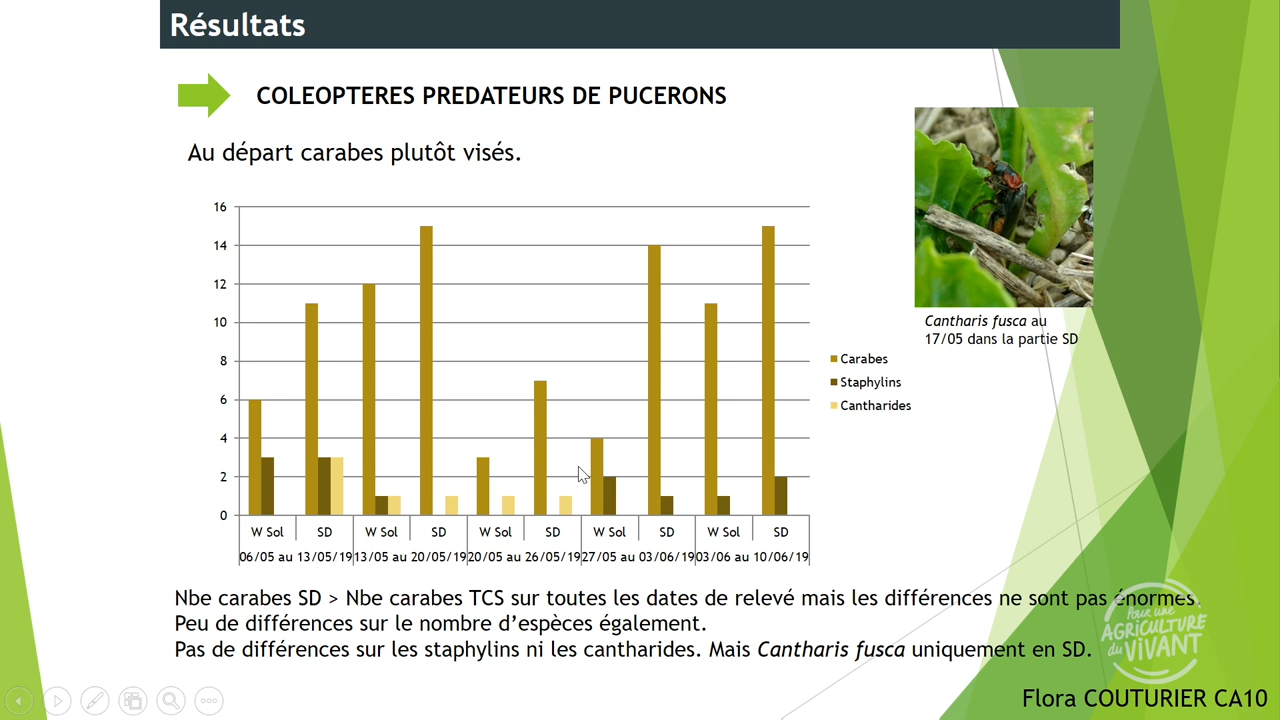 Résultats
COLEOPTERES PREDATEURS DE PUCERONS
Au départ carabes plutôt visés.
16
14
12
10
8
6
4
2
0
W Sol SD W Sol SD W Sol SD W Sol SD W Sol SD
06/05 au 13/05/19 13/05 au 20/05/19 20/05 au 26/05/19 27/05 au 03/06/19 03/06 au 10/06/19
Carabes
Staphylins
Cantharides
Cantharis fusca au
17/05 dans la partie SD
Nbe carabes SD > Nbe carabes TCS sur toutes les dates de relevé mais les différences ne sont pas énormes.
Peu de différences sur le nombre d’espèces également.
Pas de différences sur les staphylins ni les cantharides. Mais Cantharis fusca uniquement en SD.
Pour une
AGRICULTURE
du VIVANT
Flora COUTURIER CA10